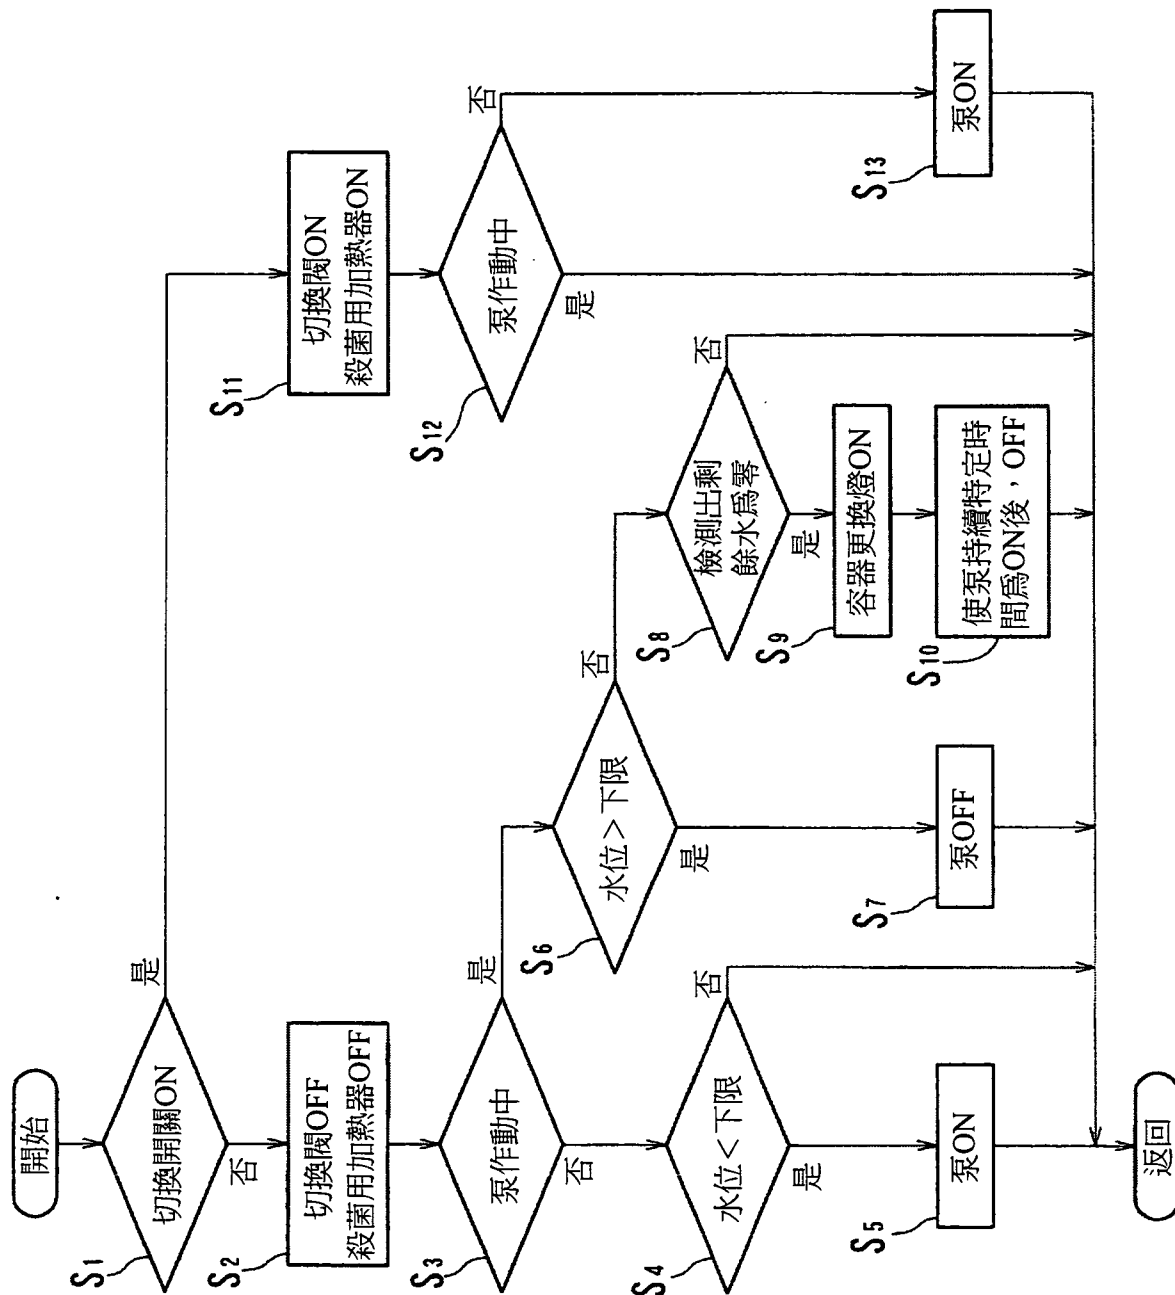 開始
S1
切換開關ON
是
否
S2
切換閥OFF
殺菌用加熱器OFF
S3
泵作動中
是
否
S4
水位<下限
否
是
S5
泵ON
S6
水位>下限
否
是
S7
泵OFF
S8
檢測出剩
餘水爲零
否
是
S9
容器更換燈ON
S10
使泵持續特定時
間爲ON後，OFF
S11
切換閥ON
殺菌用加熱器ON
S12
泵作動中
否
是
S13
泵ON
返回